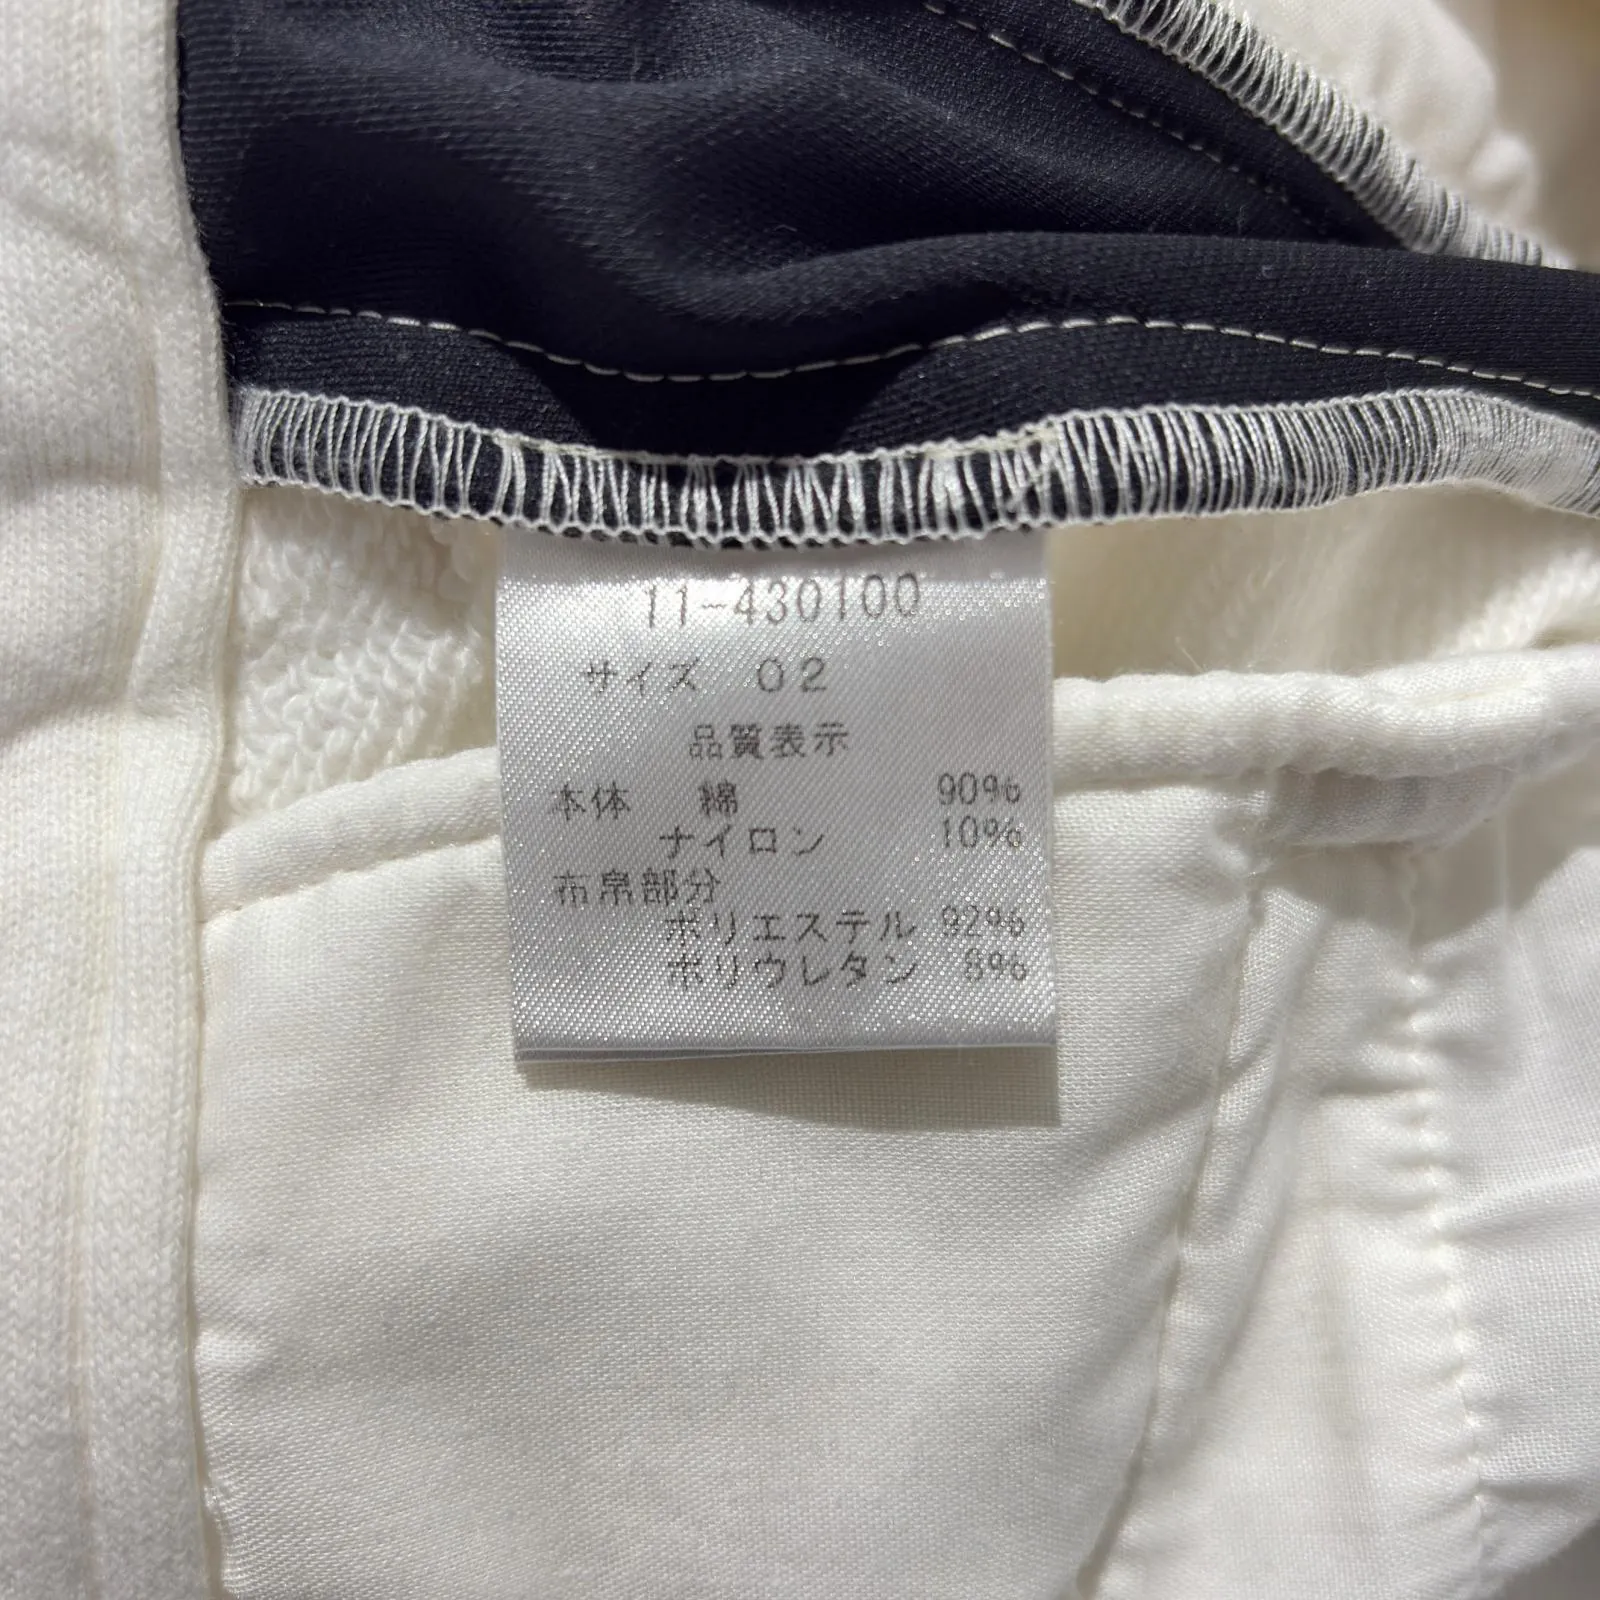 11-430100
サイズ 02
品質表示
本体 綿 90%
ナイロン 10%
布帛部分
ポリエステル 92%
ポリウレタン 8%